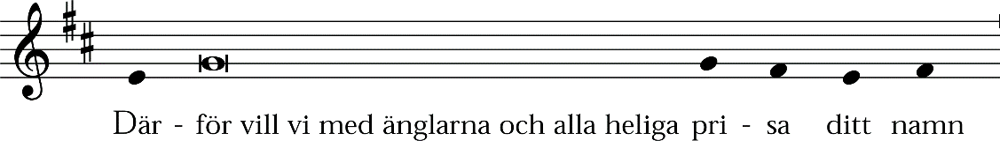 Där - för vill vi med änglarna och alla heliga pri - sa ditt namn